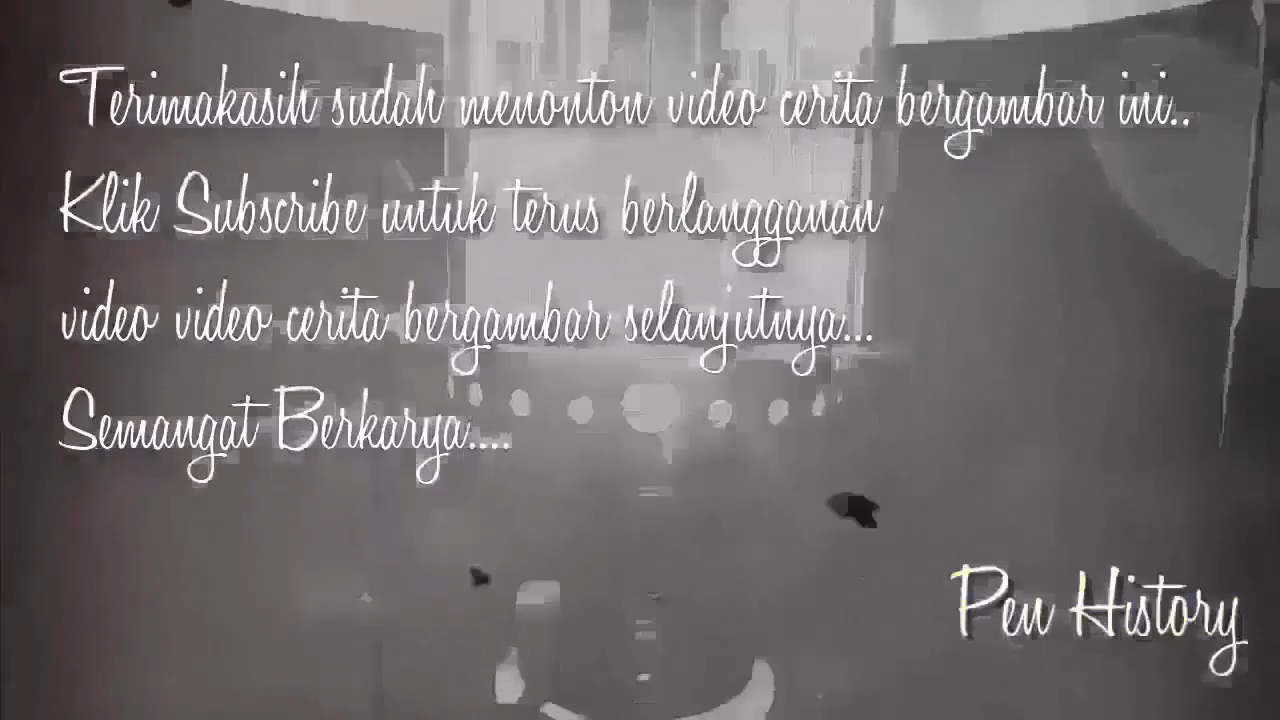 Terimakasih sudah menonton video cerita bergambar ini..
Klik Subscribe untuk terus berlangganan
video video cerita bergambar selanjutnya...
Semangat Berkarya....
Pen History